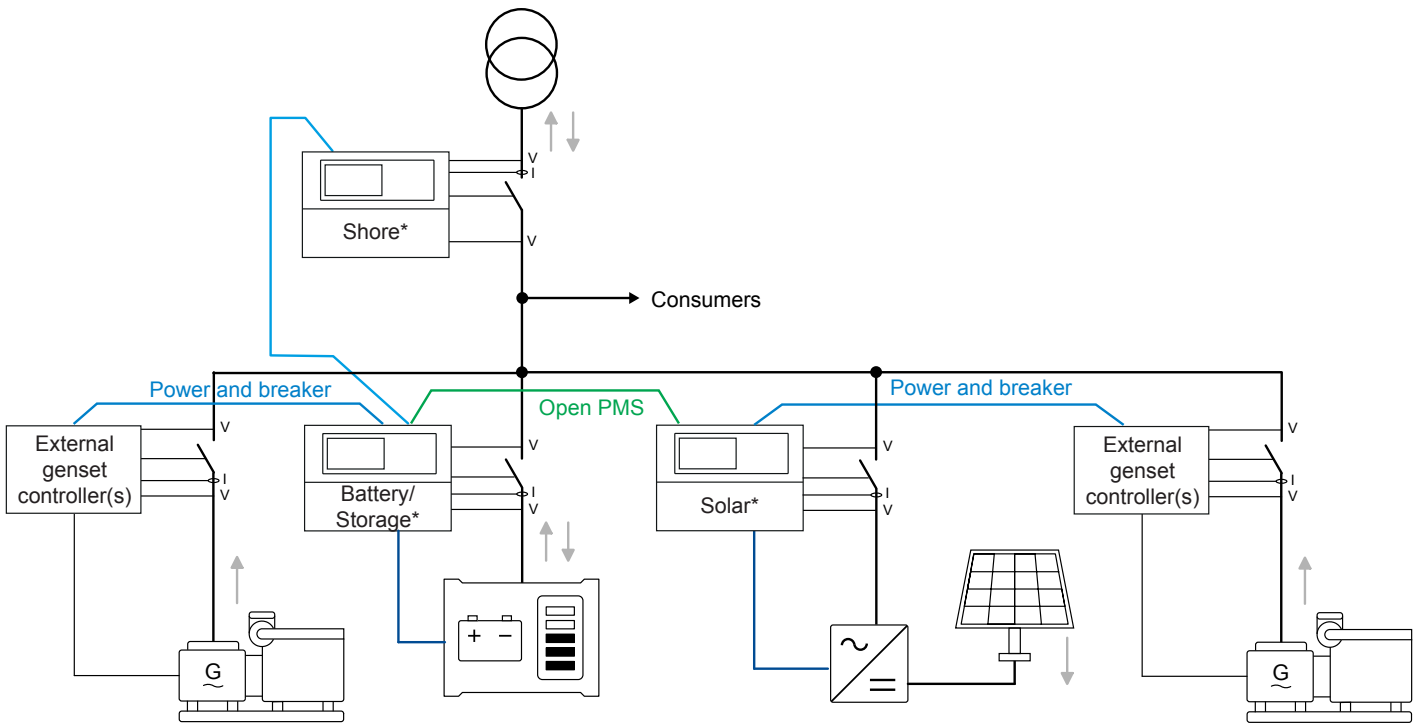 V
I
Shore*
V
Consumers
Power and breaker
Open PMS
Power and breaker
External
genset
controller(s)
V
I
V
Battery/
Storage*
V
I
V
Solar*
V
I
V
External
genset
controller(s)
V
I
V
+ −
G
G